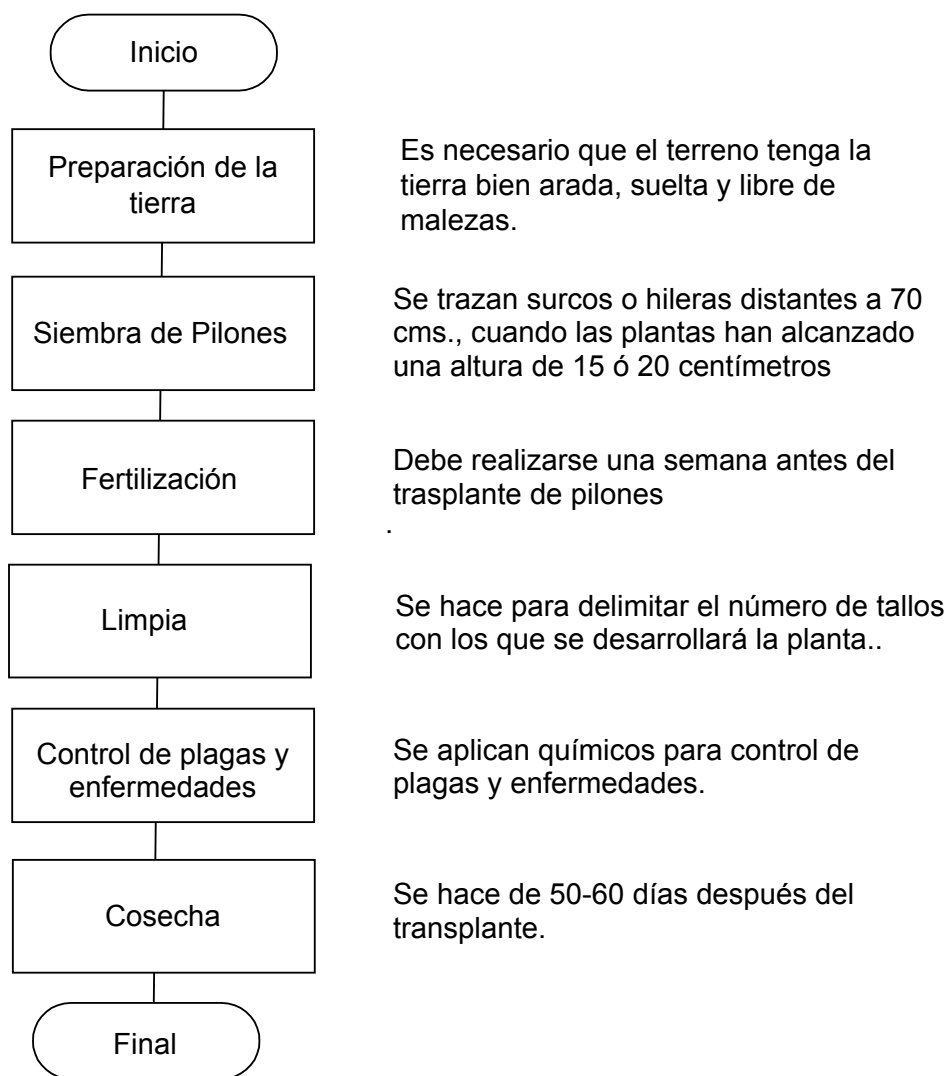 Inicio
Preparación de la
tierra
Es necesario que el terreno tenga la
tierra bien arada, suelta y libre de
malezas.
Siembra de Pilones
Se trazan surcos o hileras distantes a 70
cms., cuando las plantas han alcanzado
una altura de 15 ó 20 centímetros
Fertilización
Debe realizarse una semana antes del
trasplante de pilones
.
Limpia
Se hace para delimitar el número de tallos
con los que se desarrollará la planta..
Control de plagas y
enfermedades
Se aplican químicos para control de
plagas y enfermedades.
Cosecha
Se hace de 50-60 días después del
transplante.
Final